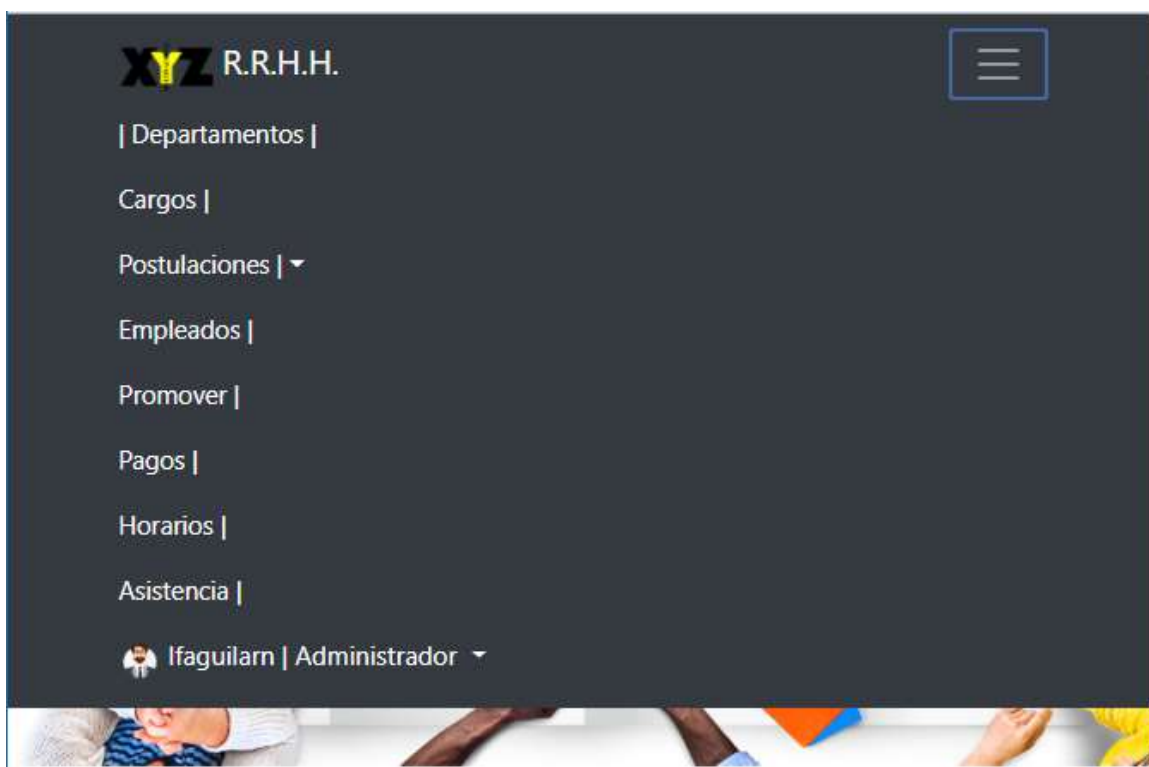 XYZ R.R.H.H.
| Departamentos |
Cargos |
Postulaciones |
Empleados |
Promover |
Pagos |
Horarios |
Asistencia |
lfaguilarn | Administrador